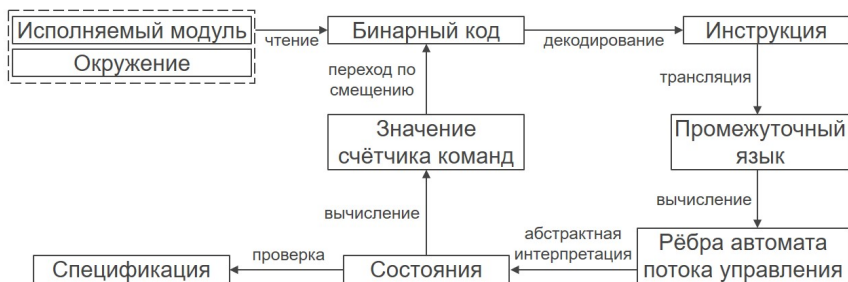 Исполняемый модуль
Окружение
чтение
Бинарный код
декодирование
Инструкция
переход по
смещению
трансляция
Значение
счётчика команд
Промежуточный
язык
вычисление
вычисление
абстрактная
интерпретация
Рёбра автомата
потока управления
Спецификация
проверка
Состояния